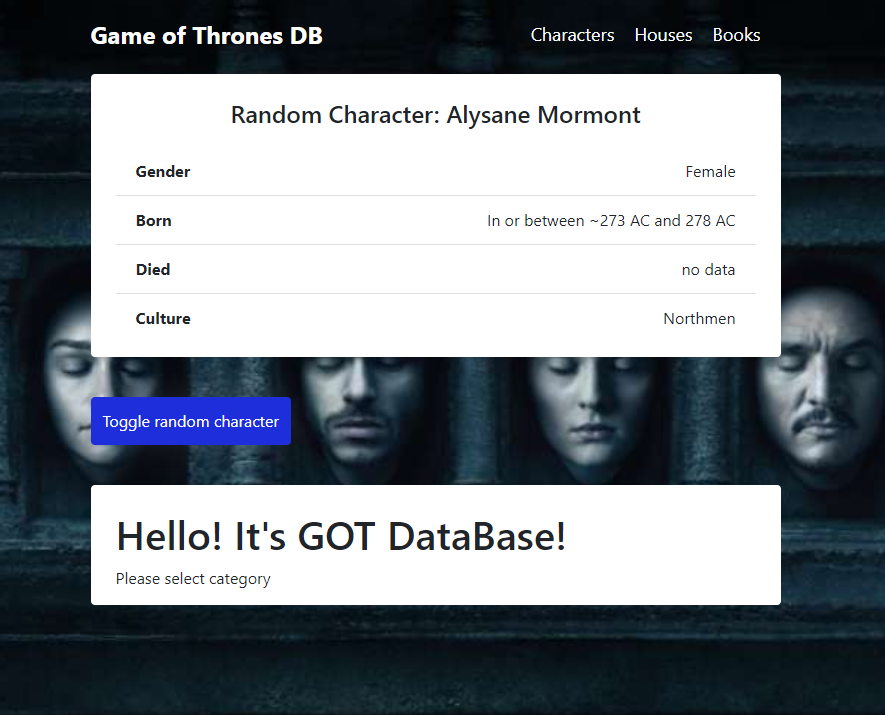 Game of Thrones DB Characters Houses Books
Random Character: Alysane Mormont
Gender Female
Born In or between ~273 AC and 278 AC
Died no data
Culture Northmen
Toggle random character
Hello! It's GOT DataBase!
Please select category